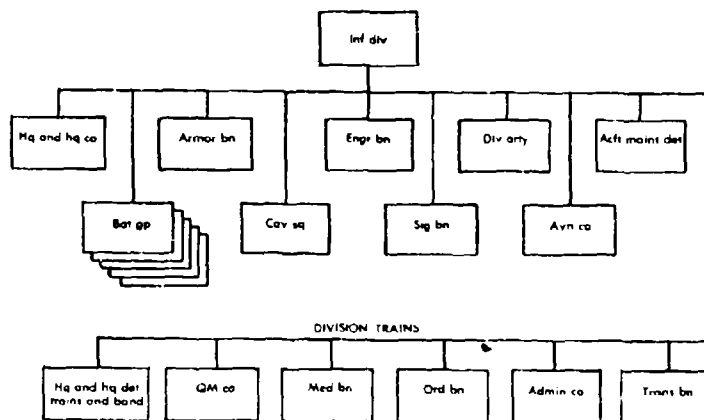 Inf div
Hq and hq co
Armor bn
Engr bn
Div arty
Acft maint det
Bat gp
Cav sq
Sig bn
Avn co
DIVISION TRAINS
Hq and hq det
trains and band
QM co
Med bn
Ord bn
Admin co
Trans bn